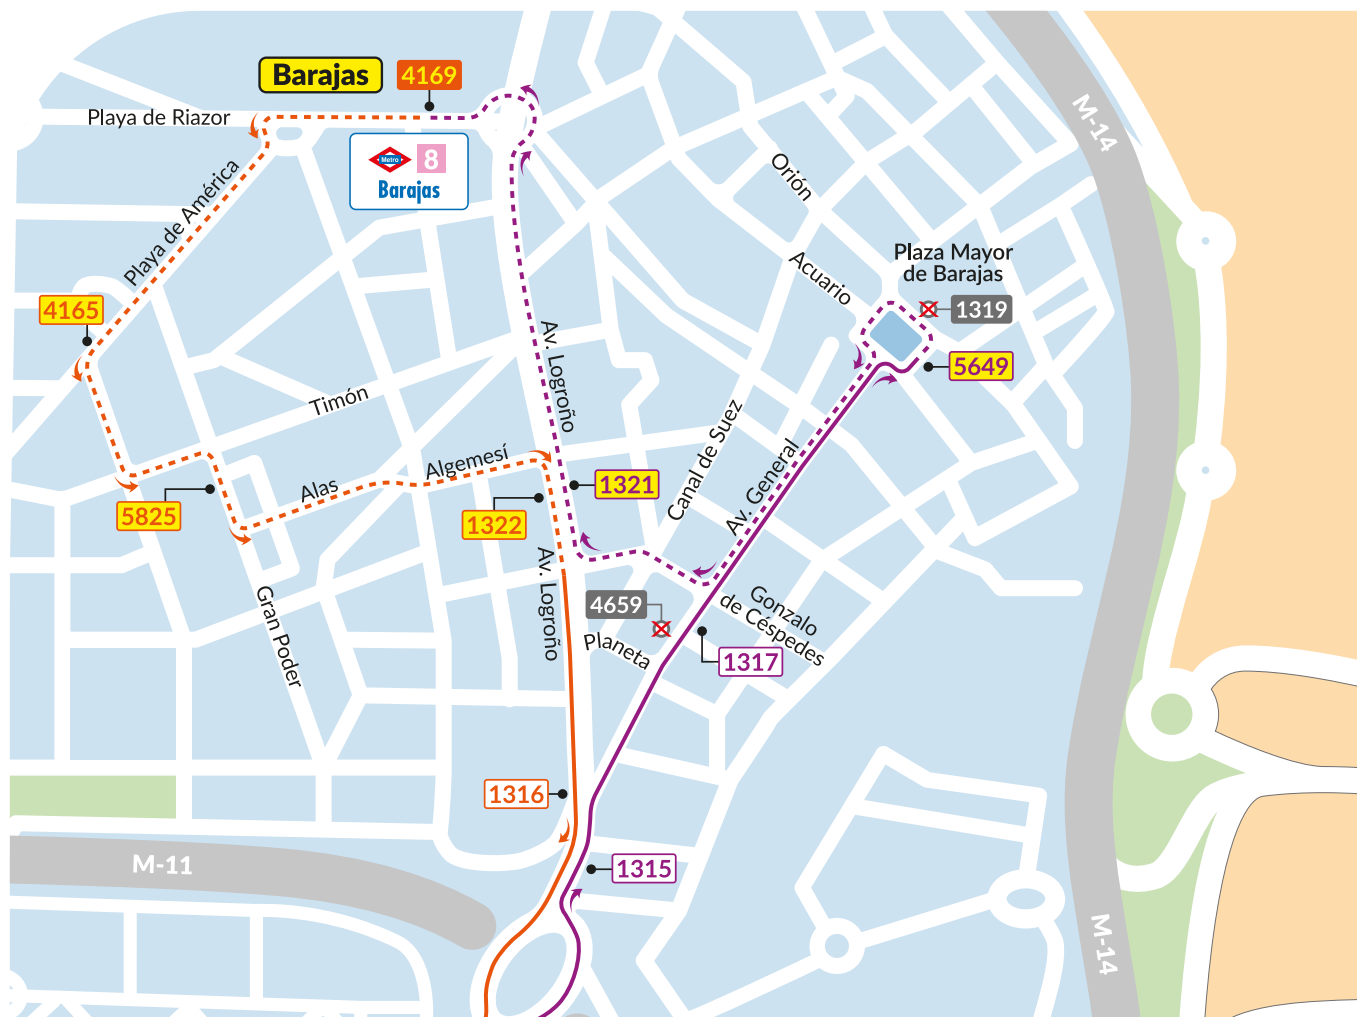 Barajas
4169
Playa de Riazor
Metro
8
Barajas
M-14
Orión
Playa de América
Acuario
Plaza Mayor
de Barajas
1319
4165
5649
Av. Logroño
Timón
Canal de Suez
Av. General
Algemesí
Alas
1321
5825
1322
Av. Logroño
Gran Poder
4659
Planeta
Gonzalo
de Céspedes
1317
1316
M-11
1315
M-14